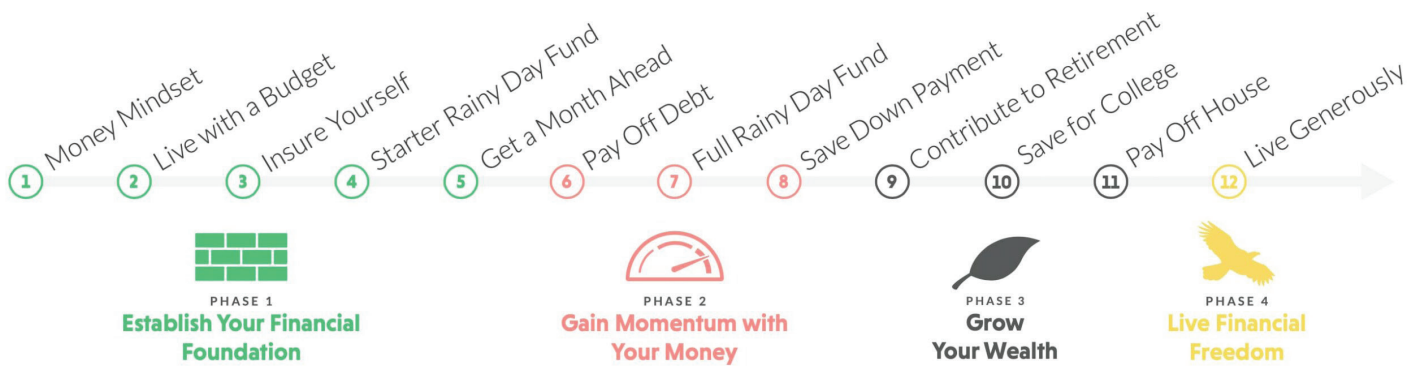 1 Money Mindset
2 Live with a Budget
3 Insure Yourself
4 Starter Rainy Day Fund
5 Get a Month Ahead
6 Pay Off Debt
7 Full Rainy Day Fund
8 Save Down Payment
9 Contribute to Retirement
10 Save for College
11 Pay Off House
12 Live Generously
PHASE 1
Establish Your Financial
Foundation
PHASE 2
Gain Momentum with
Your Money
PHASE 3
Grow
Your Wealth
PHASE 4
Live Financial
Freedom